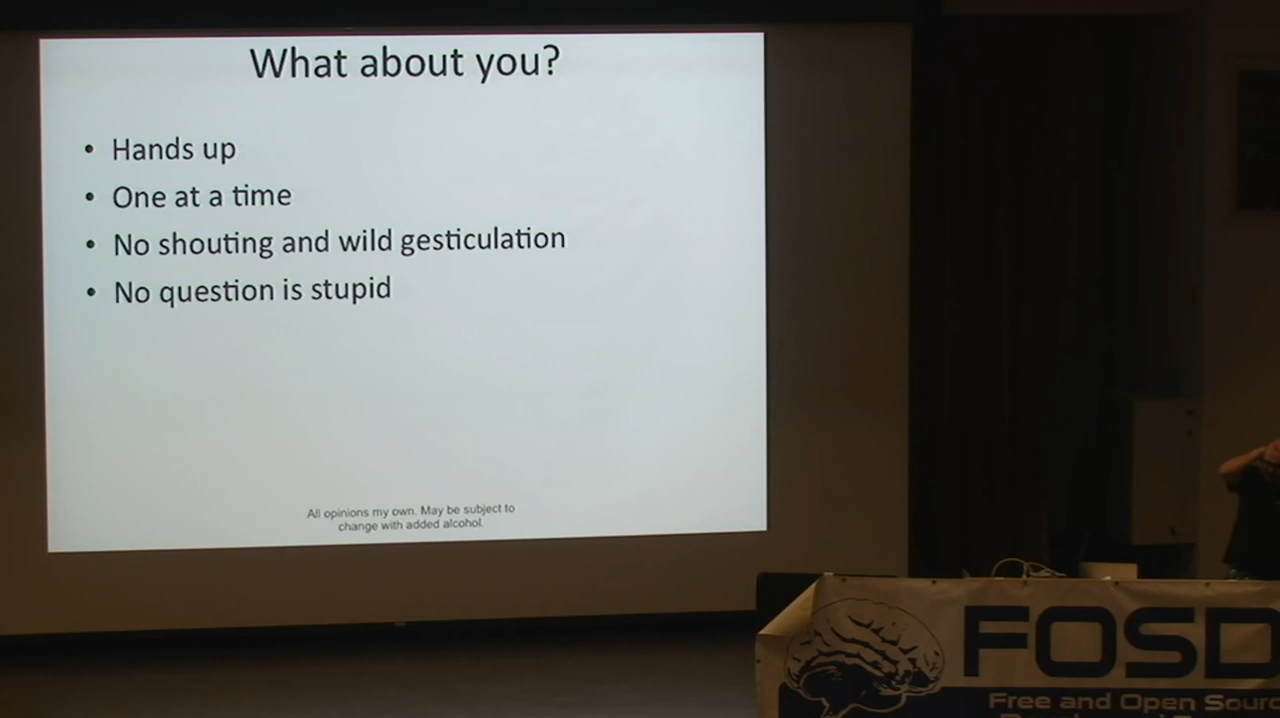 What about you?
• Hands up
• One at a time
• No shouting and wild gesticulation
• No question is stupid
All opinions my own. May be subject to
change with added alcohol.
FOSD
Free and Open Sourc